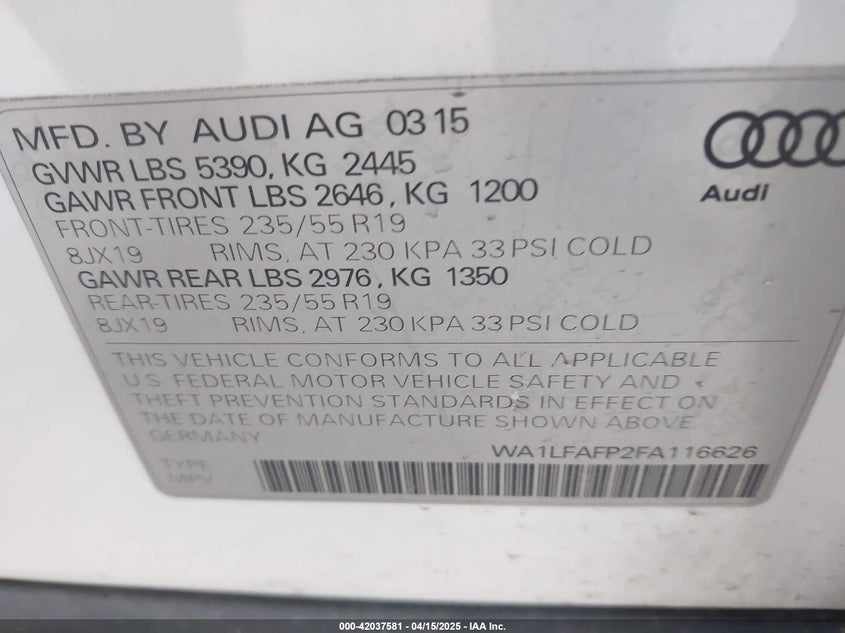 MFD. BY AUDI AG 03 15
GVWR LBS 5390, KG 2445
GAWR FRONT LBS 2646, KG 1200
FRONT-TIRES 235/55 R19
8JX19 RIMS, AT 230 KPA 33 PSI COLD
GAWR REAR LBS 2976, KG 1350
REAR-TIRES 235/55 R19
8JX19 RIMS, AT 230 KPA 33 PSI COLD
Audi
THIS VEHICLE CONFORMS TO ALL APPLICABLE
U.S. FEDERAL MOTOR VEHICLE SAFETY AND
THEFT PREVENTION STANDARDS IN EFFECT ON
THE DATE OF MANUFACTURE SHOWN ABOVE
GERMANY
WA1LFAFP2FA116626
TYPE
MPV
000-42037581 - 04/15/2025 - IAA Inc.